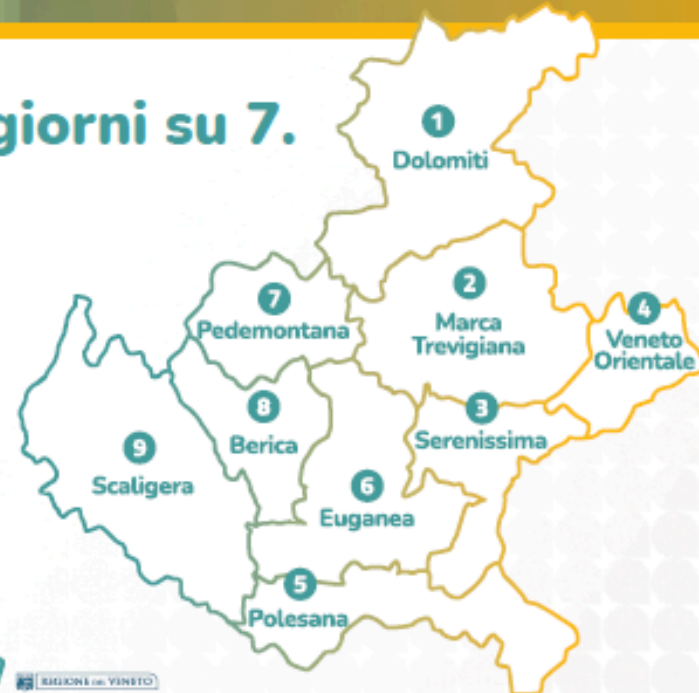 giorni su 7.
1
Dolomiti
2
Marca
Trevigiana
7
Pedemontana
4
Veneto
Orientale
3
Serenissima
8
Berica
9
Scaligera
6
Euganea
5
Polesana
REGIONE DEL VENETO